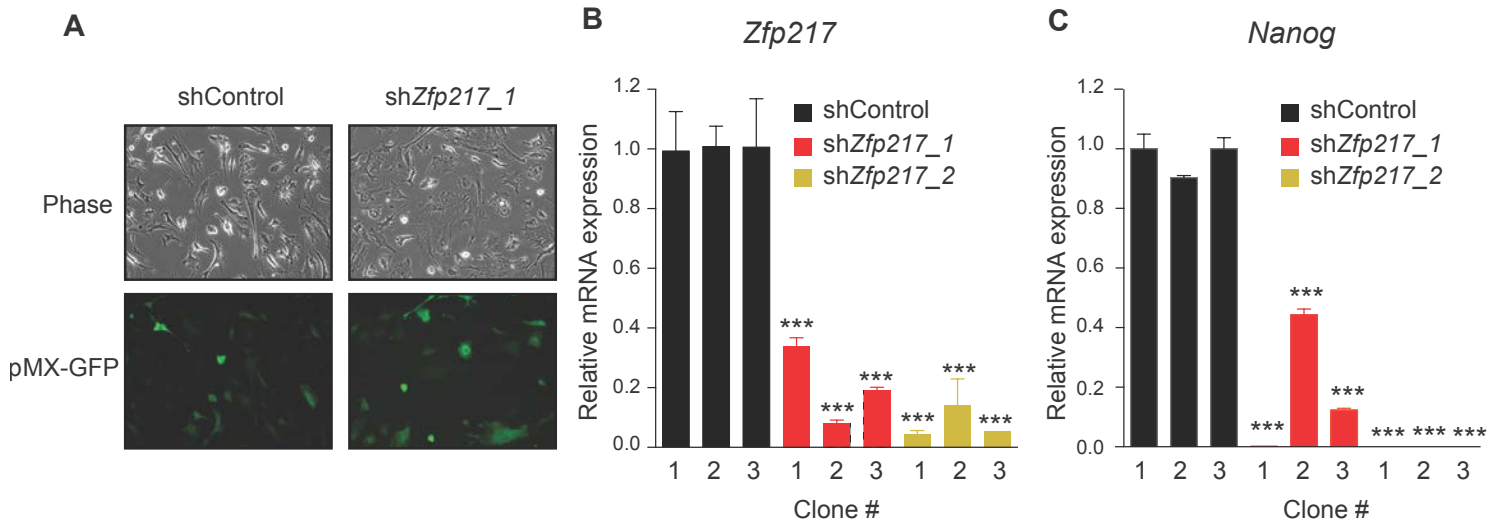 A
shControl
shZfp217_1
Phase
pMX-GFP
B
Zfp217
Relative mRNA expression
1.2
1.0
0.8
0.6
0.4
0.2
0.0
shControl
shZfp217_1
shZfp217_2
***
***
***
***
***
***
1 2 3 1 2 3 1 2 3
Clone #
C
Nanog
Relative mRNA expression
1.2
1.0
0.8
0.6
0.4
0.2
0.0
shControl
shZfp217_1
shZfp217_2
***
***
***
***
***
***
1 2 3 1 2 3 1 2 3
Clone #